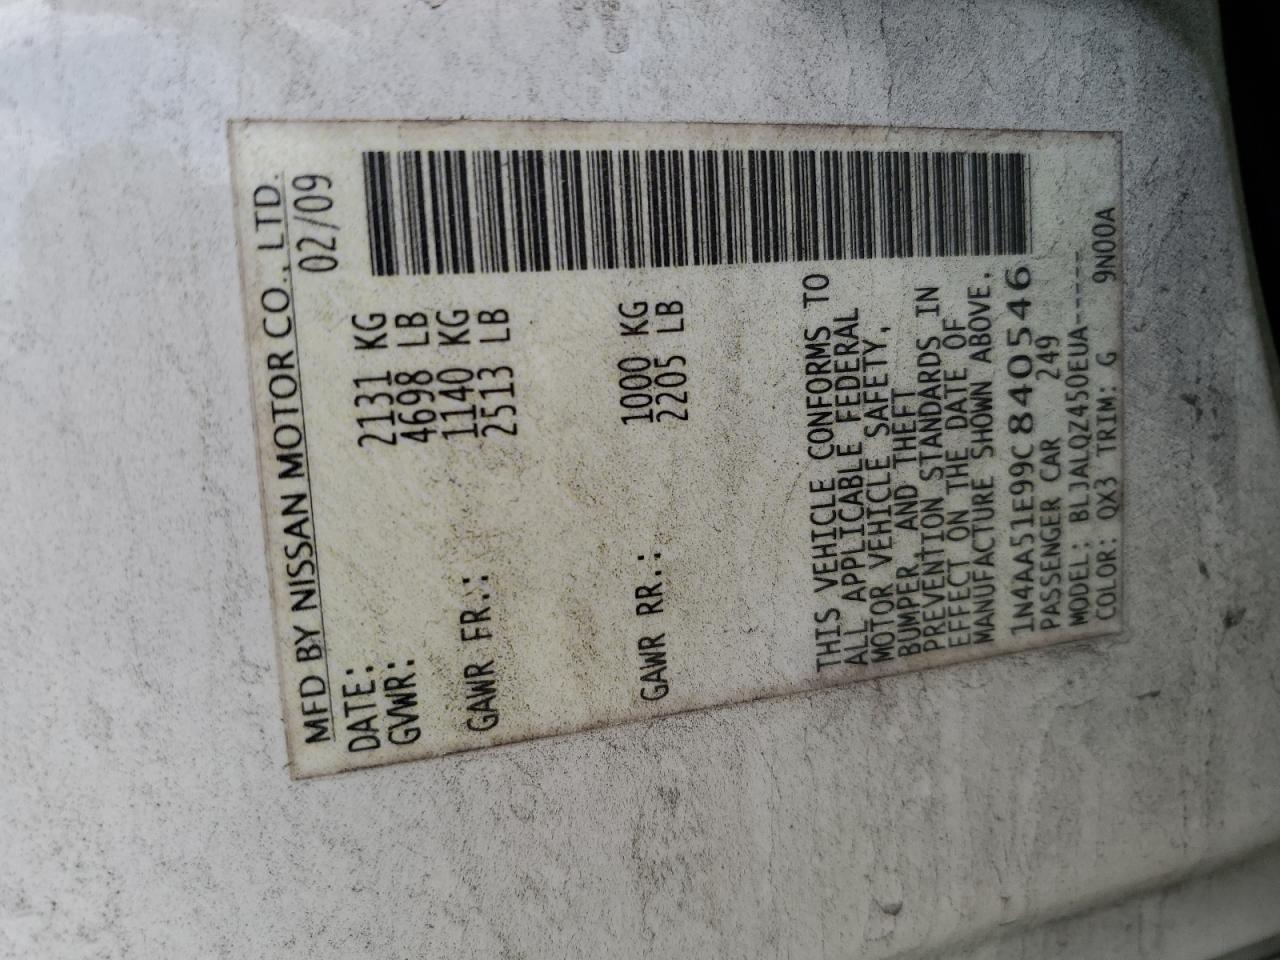 MFD BY NISSAN MOTOR CO., LTD.
DATE: 02/09
GVWR: 2131 KG
4698 LB
GAWR FR.: 1140 KG
2513 LB
GAWR RR.: 1000 KG
2205 LB
THIS VEHICLE CONFORMS TO
ALL APPLICABLE FEDERAL
MOTOR VEHICLE SAFETY,
BUMPER, AND THEFT
PREVENTION STANDARDS IN
EFFECT ON THE DATE OF
MANUFACTURE SHOWN ABOVE.
1N4AA51E99C840546
PASSENGER CAR 249
MODEL: BLJALQZ450EUA-----
COLOR: QX3 TRIM: G 9N00A